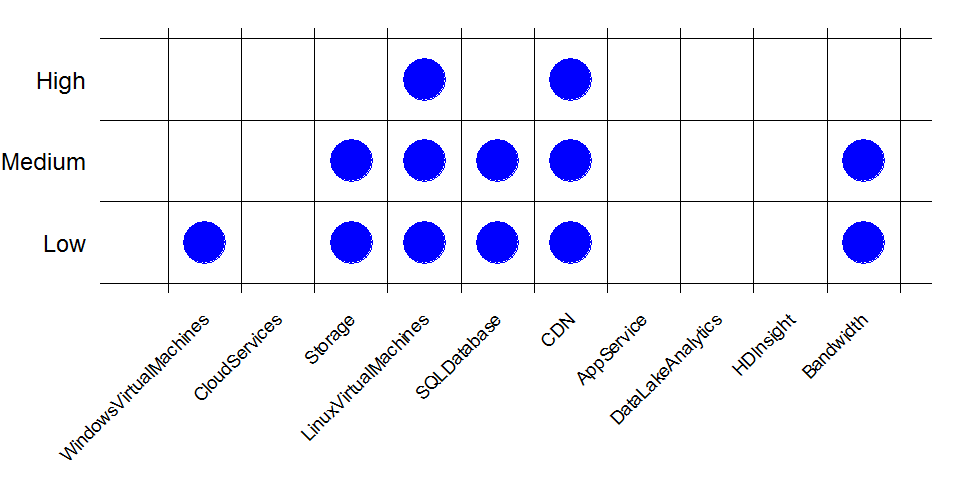 High
Medium
Low
WindowsVirtualMachines
CloudServices
Storage
LinuxVirtualMachines
SQLDatabase
CDN
AppService
DataLakeAnalytics
HDInsight
Bandwidth